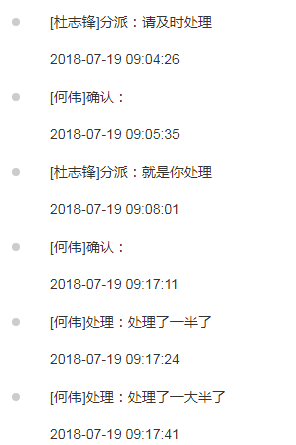 [杜志锋]分派：请及时处理
2018-07-19 09:04:26
[何伟]确认：
2018-07-19 09:05:35
[杜志锋]分派：就是你处理
2018-07-19 09:08:01
[何伟]确认：
2018-07-19 09:17:11
[何伟]处理：处理了一半了
2018-07-19 09:17:24
[何伟]处理：处理了一大半了
2018-07-19 09:17:41